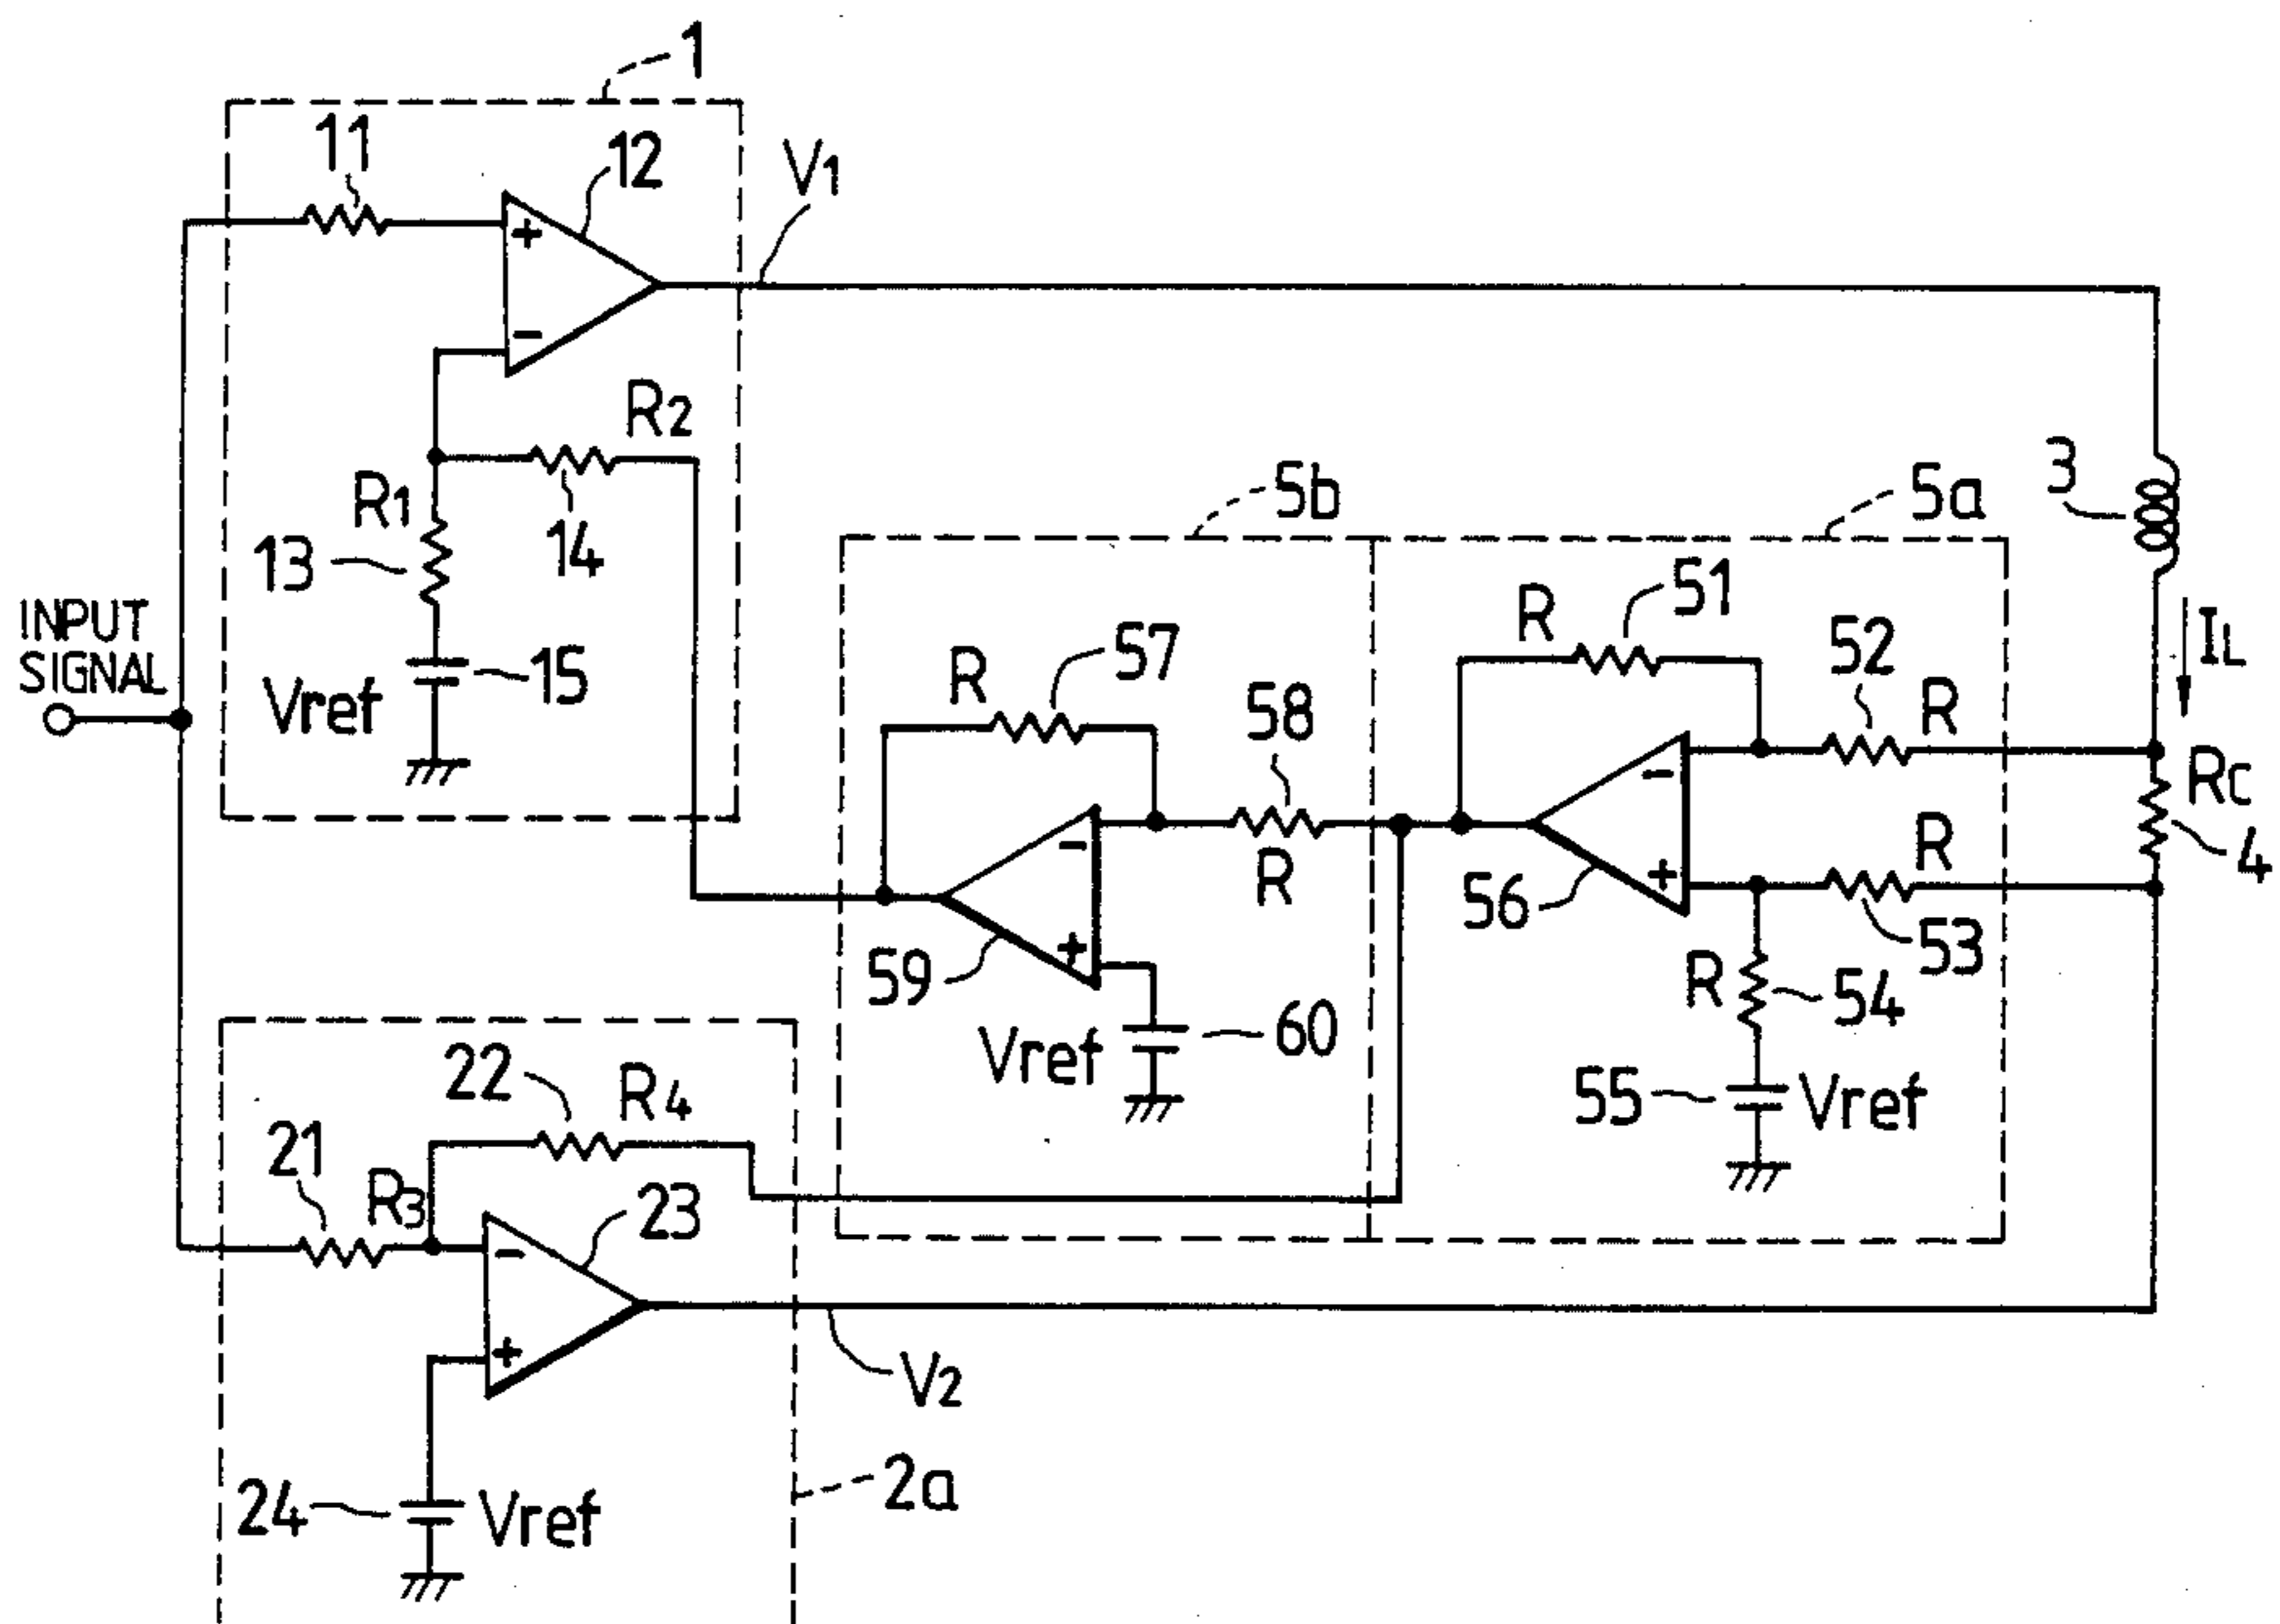 1
11
12
V1
R2
R1
13
14
15
Vref
INPUT
SIGNAL
5b
5a
3
R
51
52
R
IL
R
57
58
R
RC
4
R
56
53
R
54
59
Vref
60
55
Vref
22
R4
21
R3
23
V2
24
Vref
2a
+
-
-
+
-
+
-
+